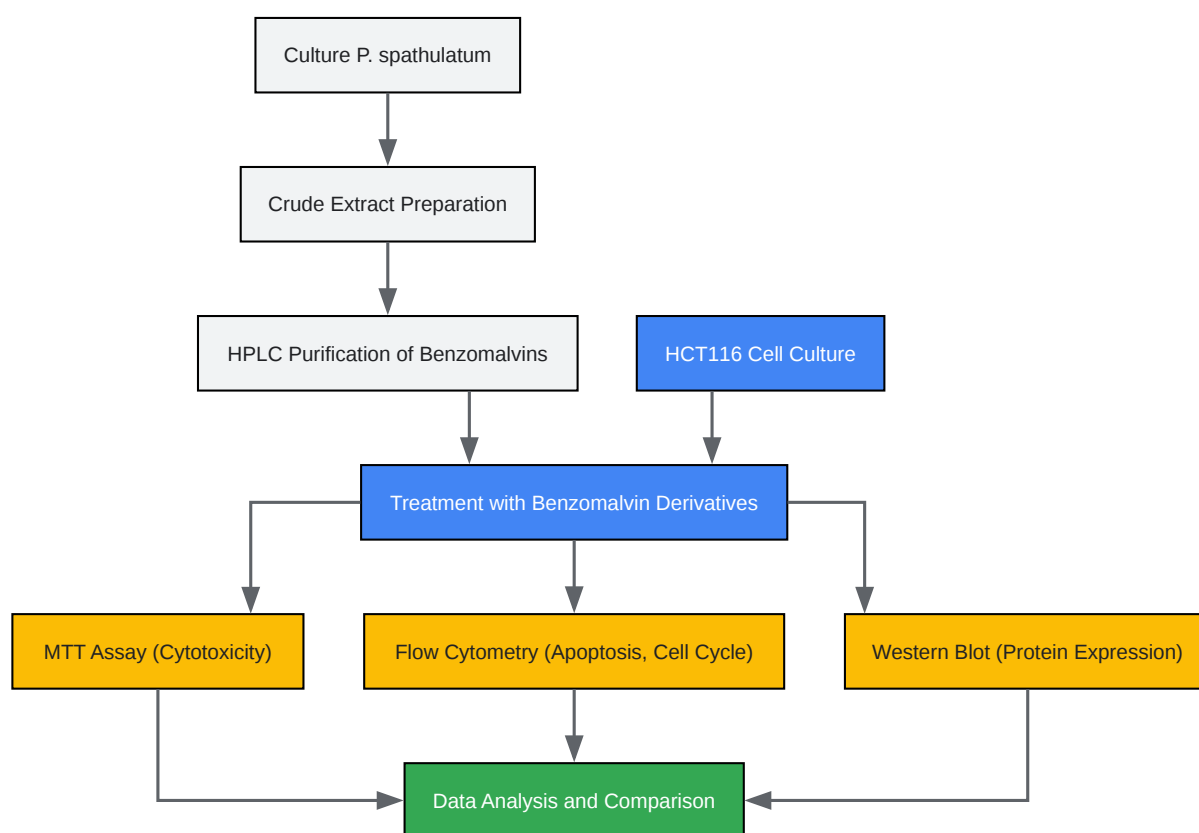 Culture P. spathulatum
Crude Extract Preparation
HPLC Purification of Benzomalvins
HCT116 Cell Culture
Treatment with Benzomalvin Derivatives
MTT Assay (Cytotoxicity)
Flow Cytometry (Apoptosis, Cell Cycle)
Western Blot (Protein Expression)
Data Analysis and Comparison